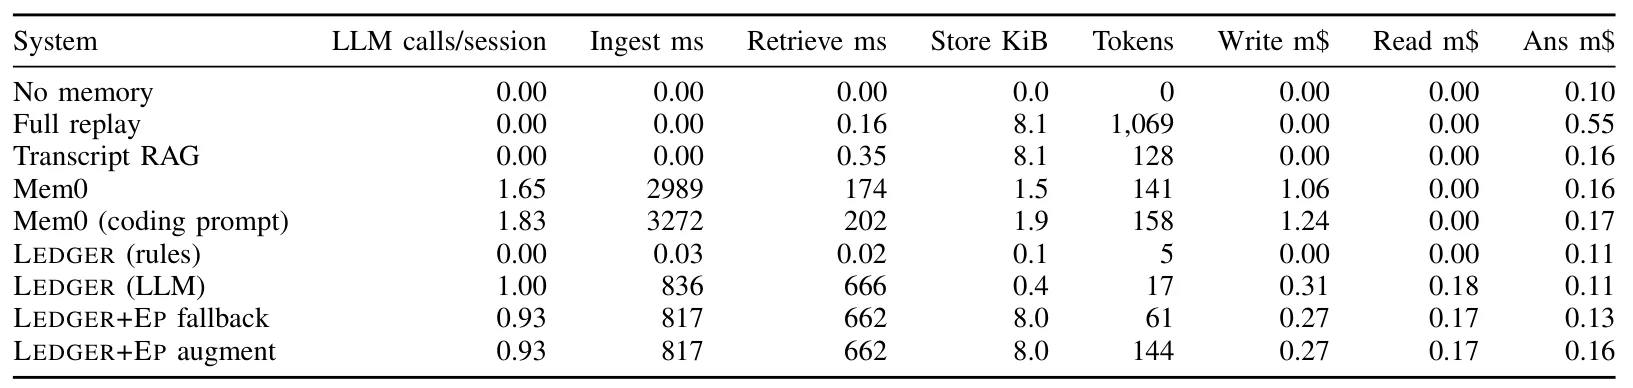 System LLM calls/session Ingest ms Retrieve ms Store KiB Tokens Write m$ Read m$ Ans m$
No memory 0.00 0.00 0.00 0.0 0 0.00 0.00 0.10
Full replay 0.00 0.00 0.16 8.1 1,069 0.00 0.00 0.55
Transcript RAG 0.00 0.00 0.35 8.1 128 0.00 0.00 0.16
Mem0 1.65 2989 174 1.5 141 1.06 0.00 0.16
Mem0 (coding prompt) 1.83 3272 202 1.9 158 1.24 0.00 0.17
LEDGER (rules) 0.00 0.03 0.02 0.1 5 0.00 0.00 0.11
LEDGER (LLM) 1.00 836 666 0.4 17 0.31 0.18 0.11
LEDGER+EP fallback 0.93 817 662 8.0 61 0.27 0.17 0.13
LEDGER+EP augment 0.93 817 662 8.0 144 0.27 0.17 0.16